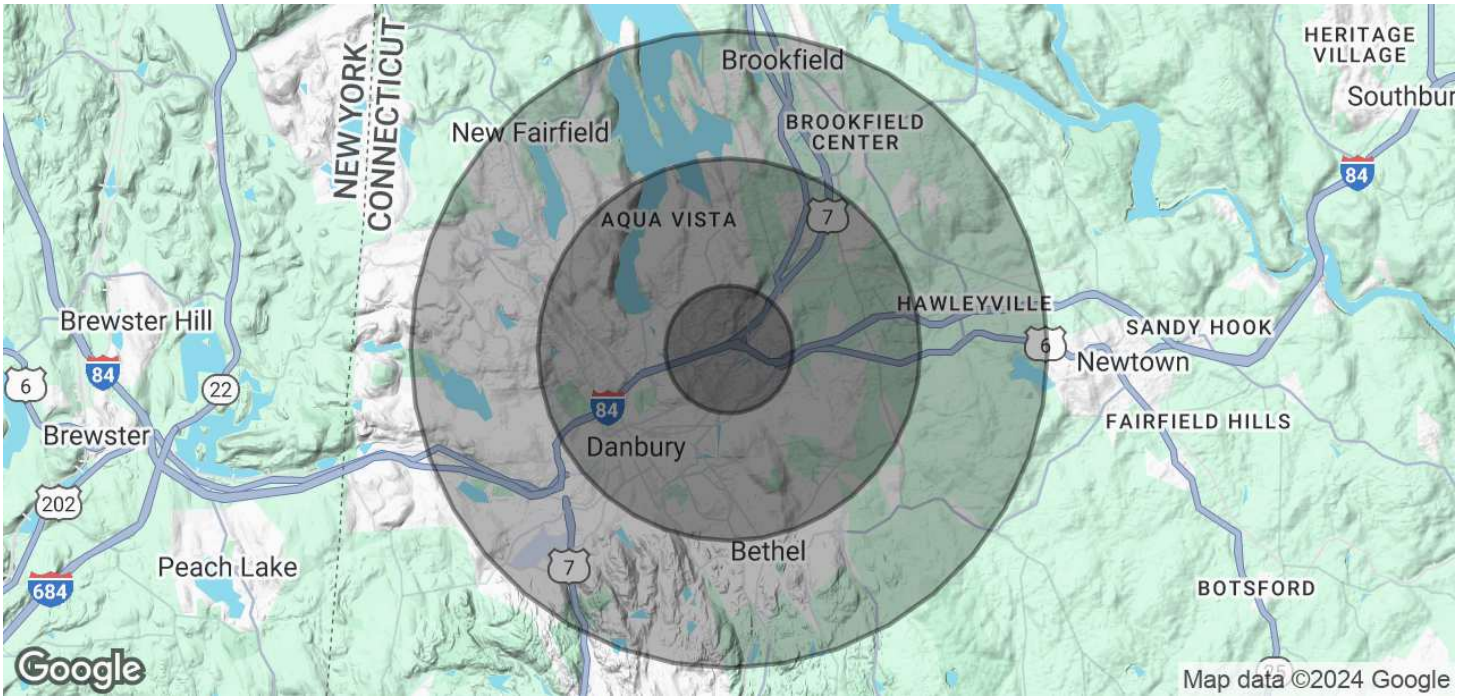 HERITAGE
VILLAGE
Brookfield
NEW YORK
CONNECTICUT
Southbur
New Fairfield
BROOKFIELD
CENTER
84
AQUA VISTA
7
HAWLEYVILLE
Brewster Hill
SANDY HOOK
6
Newtown
84
6
22
84
FAIRFIELD HILLS
Brewster
Danbury
202
Bethel
Peach Lake
7
684
BOTSFORD
Google
25
Map data ©2024 Google